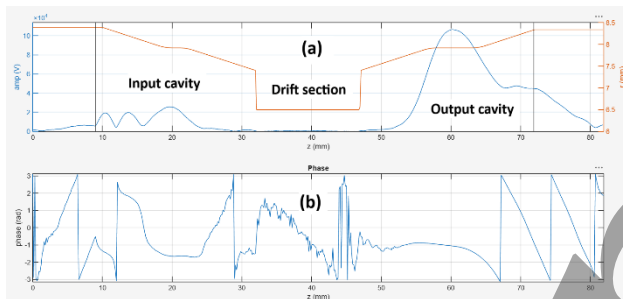 ×10⁴
(a)
Input cavity
Drift section
Output cavity
amp (V)
10
8
6
4
2
0
8.5
8
7.5
7
6.5
6
r (mm)
0 10 20 30 40 50 60 70 80
z (mm)
Phase
(b)
phase (rad)
3
2
1
0
-1
-2
-3
0 10 20 30 40 50 60 70 80
z (mm)